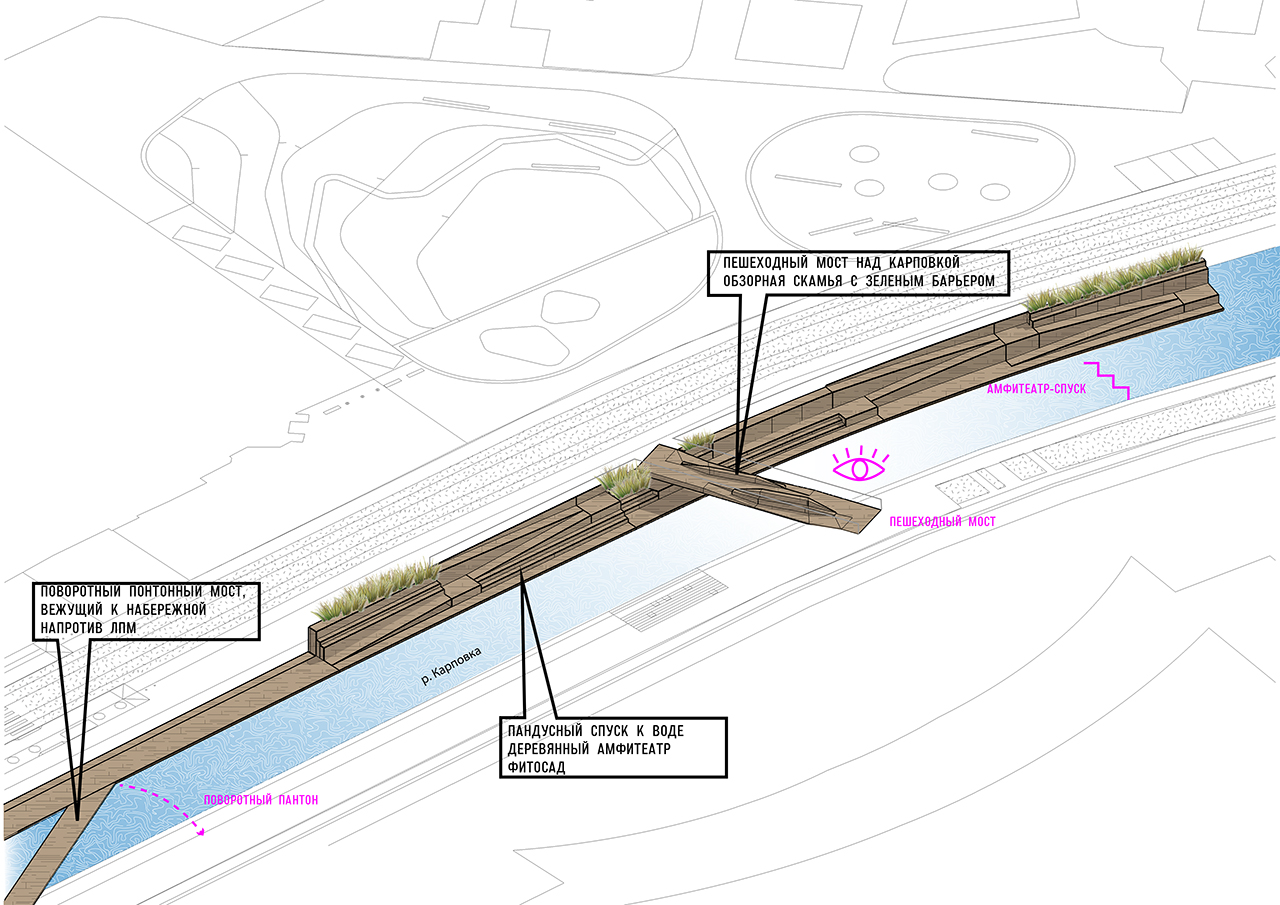 ПЕШЕХОДНЫЙ МОСТ НАД КАРПОВКОЙ
ОБЗОРНАЯ СКАМЬЯ С ЗЕЛЕНЫМ БАРЬЕРОМ
АМФИТЕАТР-СПУСК
ПЕШЕХОДНЫЙ МОСТ
ПОВОРОТНЫЙ ПОНТОННЫЙ МОСТ,
ВЕЖУЩИЙ К НАБЕРЕЖНОЙ
НАПРОТИВ ЛПМ
р. Карповка
ПАНДУСНЫЙ СПУСК К ВОДЕ
ДЕРЕВЯННЫЙ АМФИТЕАТР
ФИТОСАД
ПОВОРОТНЫЙ ПАНТОН